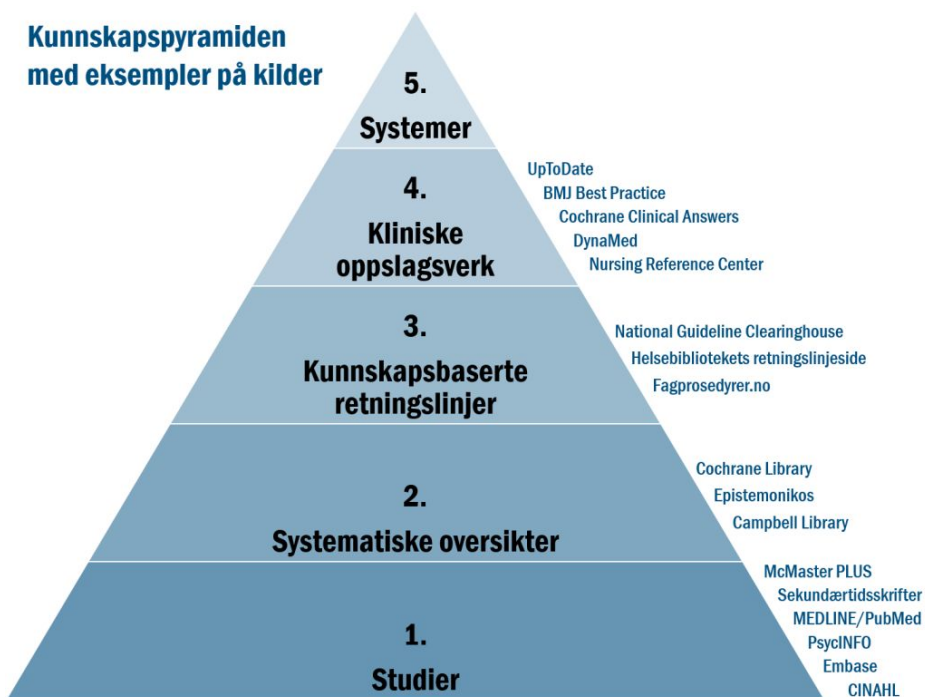 Kunnskapspyramiden
med eksempler på kilder
5.
Systemer
4.
Kliniske
oppslagsverk
UpToDate
BMJ Best Practice
Cochrane Clinical Answers
DynaMed
Nursing Reference Center
3.
Kunnskapsbaserte
retningslinjer
National Guideline Clearinghouse
Helsebibliotekets retningslinjeside
Fagprosedyrer.no
2.
Systematiske oversikter
Cochrane Library
Epistemonikos
Campbell Library
1.
Studier
McMaster PLUS
Sekundærtidsskrifter
MEDLINE/PubMed
PsycINFO
Embase
CINAHL